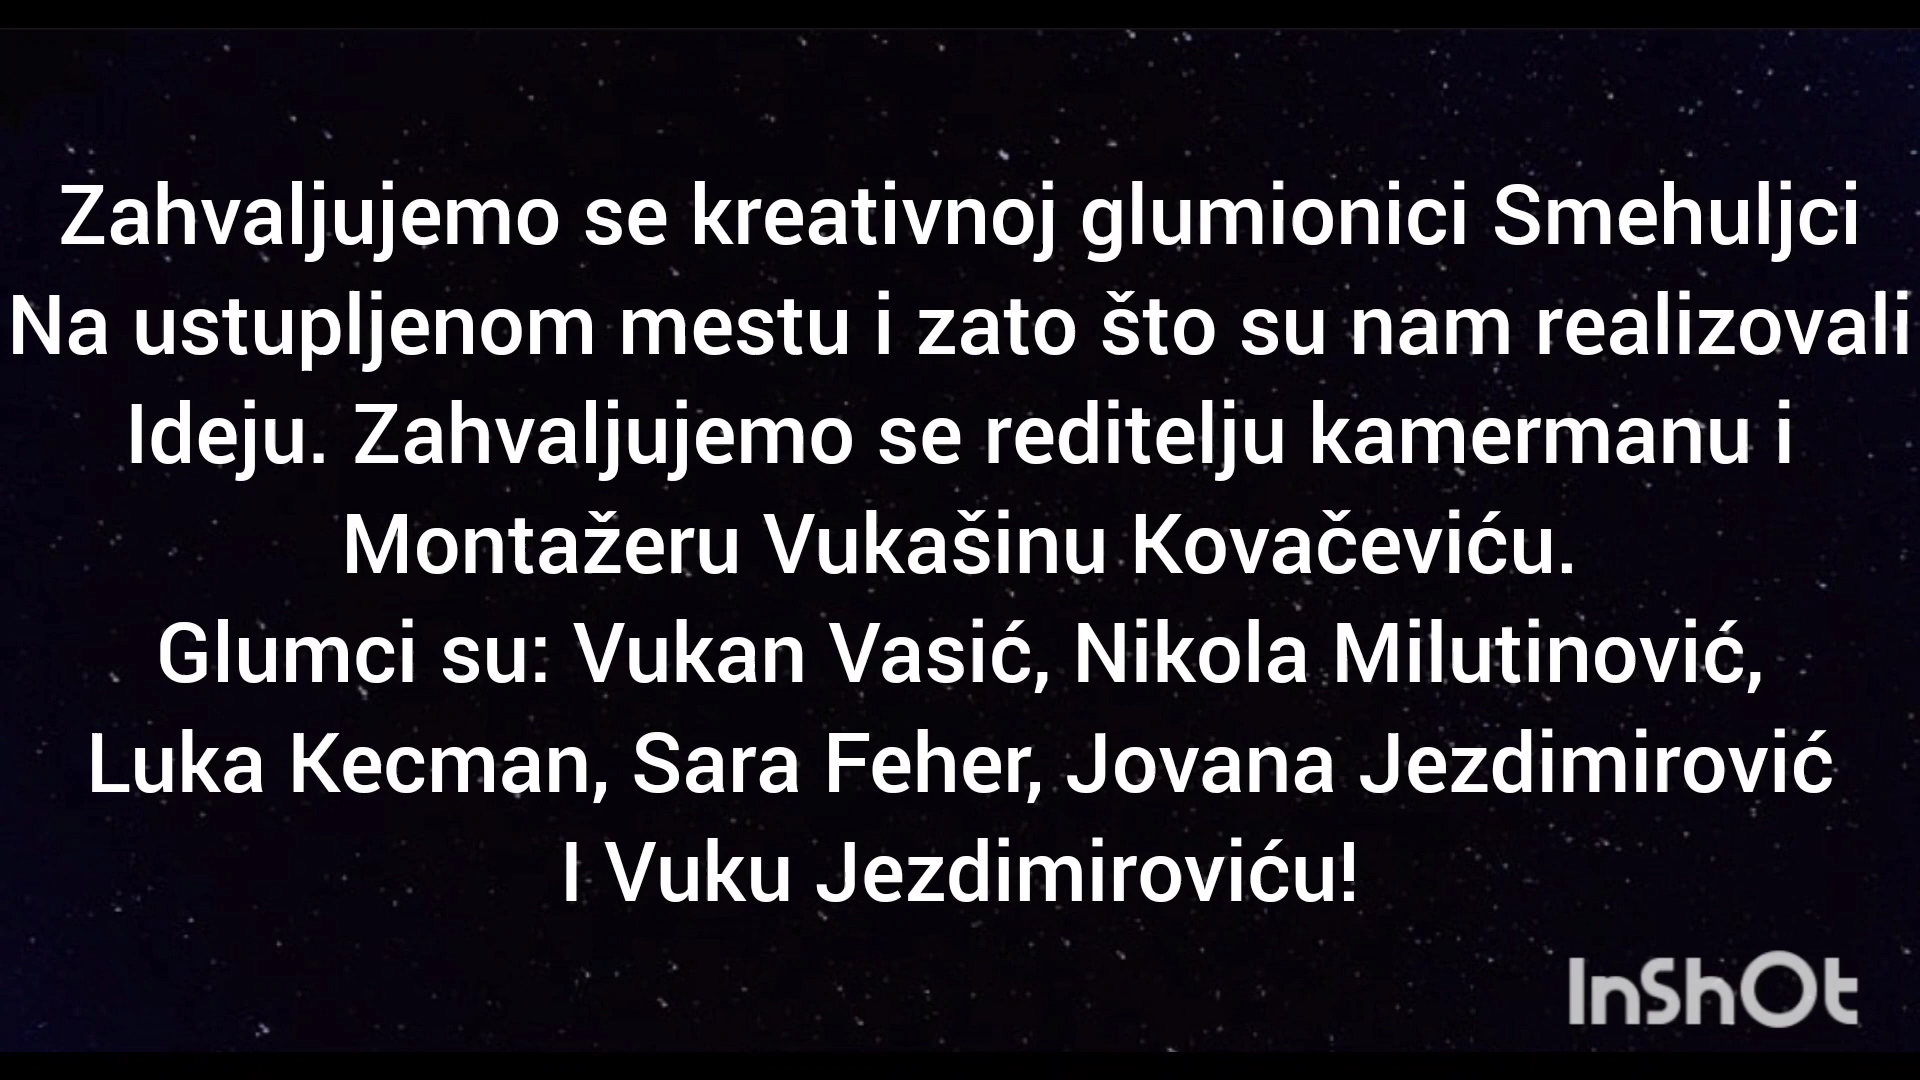 Zahvaljujemo se kreativnoj glumionici Smehuljci
Na ustupljenom mestu i zato što su nam realizovali
Ideju. Zahvaljujemo se reditelju kamermanu i
Montažeru Vukašinu Kovačeviću.
Glumci su: Vukan Vasić, Nikola Milutinović,
Luka Kecman, Sara Feher, Jovana Jezdimirović
I Vuku Jezdimiroviću!
InShOt